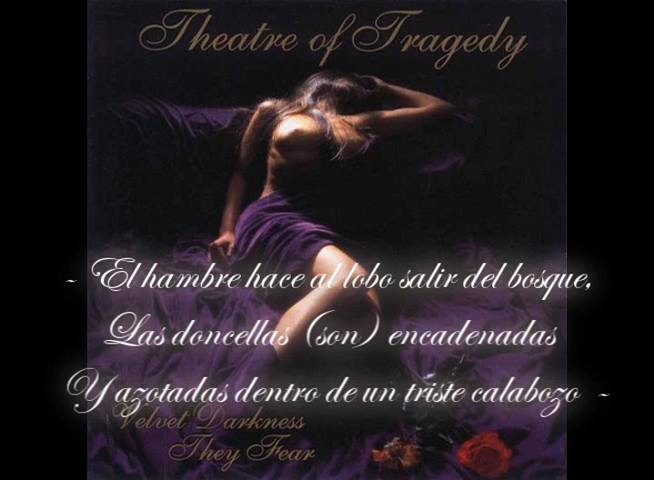 Theatre of Tragedy
~ El hambre hace al lobo salir del bosque,
Las doncellas (son) encadenadas
Y azotadas dentro de un triste calabozo ~
Velvet Darkness
They Fear